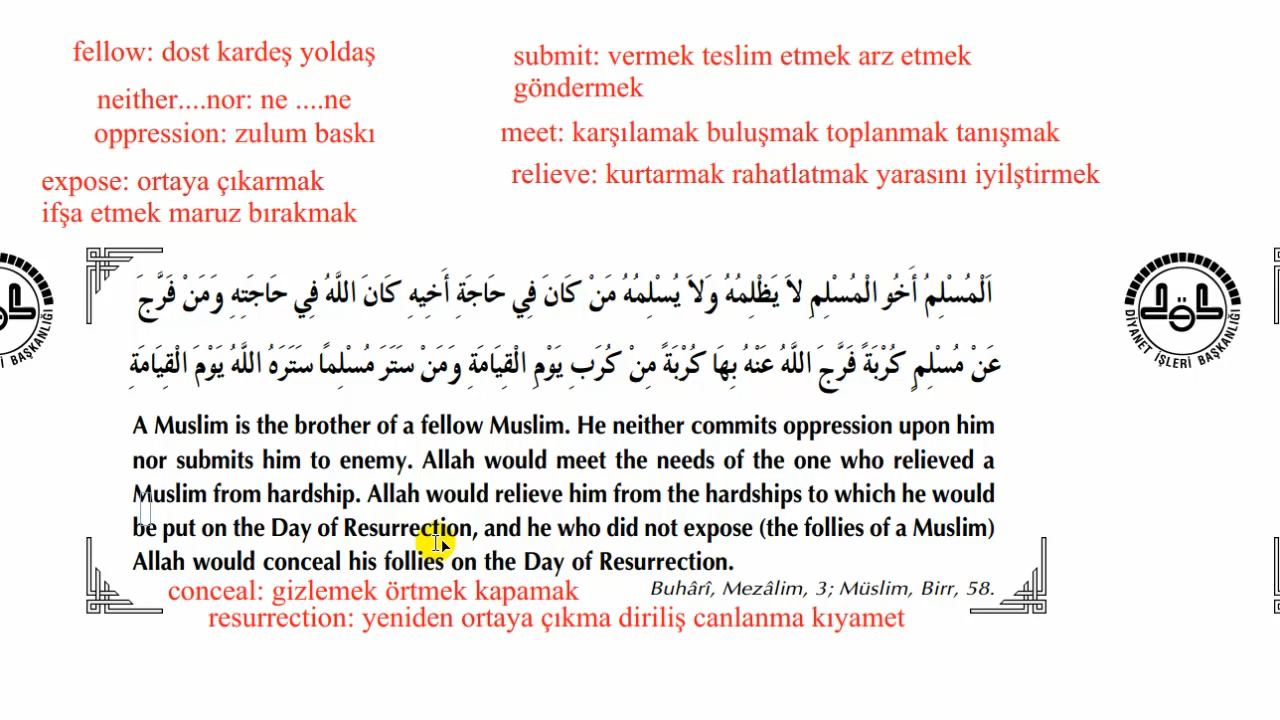 fellow: dost kardeş yoldaş
submit: vermek teslim etmek arz etmek
göndermek
neither....nor: ne ....ne
oppression: zulum baskı
meet: karşılamak buluşmak toplanmak tanışmak
expose: ortaya çıkarmak
ifşa etmek maruz bırakmak
relieve: kurtarmak rahatlatmak yarasını iyilştirmek
اَلْمُسْلِمُ أَخُو الْمُسْلِمِ لاَ يَظْلِمُهُ وَلاَ يُسْلِمُهُ مَنْ كَانَ فِي حَاجَةِ أَخِيهِ كَانَ اللَّهُ فِي حَاجَتِهِ وَمَنْ فَرَّجَ
عَنْ مُسْلِمٍ كُرْبَةً فَرَّجَ اللَّهُ عَنْهُ بِهَا كُرْبَةً مِنْ كُرَبِ يَوْمِ الْقِيَامَةِ وَمَنْ سَتَرَ مُسْلِمًا سَتَرَهُ اللَّهُ يَوْمَ الْقِيَامَةِ
A Muslim is the brother of a fellow Muslim. He neither commits oppression upon him
nor submits him to enemy. Allah would meet the needs of the one who relieved a
Muslim from hardship. Allah would relieve him from the hardships to which he would
be put on the Day of Resurrection, and he who did not expose (the follies of a Muslim)
Allah would conceal his follies on the Day of Resurrection.
conceal: gizlemek örtmek kapamak
Buhârî, Mezâlim, 3; Müslim, Birr, 58.
resurrection: yeniden ortaya çıkma diriliş canlanma kıyamet
DİYANET İŞLERİ BAŞKANLIĞI
Rİ BAŞKANLIĞI